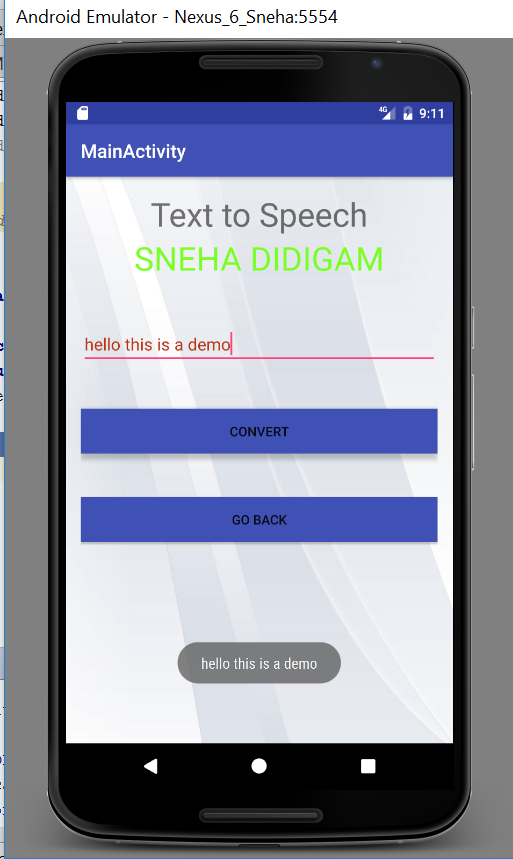 Android Emulator - Nexus_6_Sneha:5554
4G 9:11
MainActivity
Text to Speech
SNEHA DIDIGAM
hello this is a demo
CONVERT
GO BACK
hello this is a demo